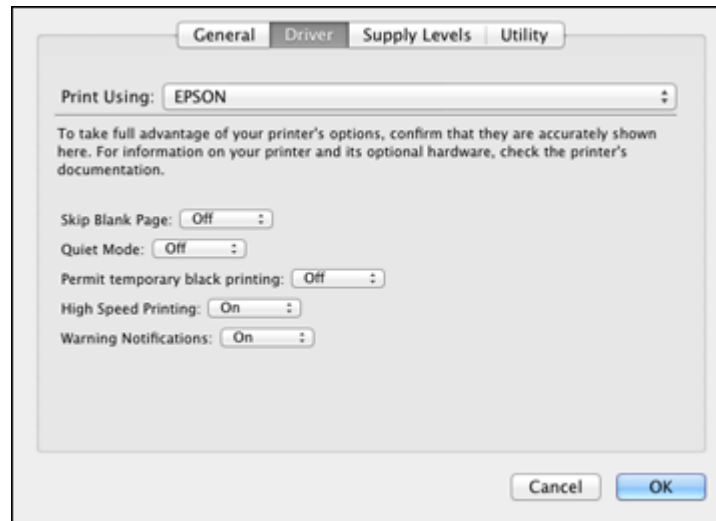 General Driver Supply Levels Utility
Print Using: EPSON
To take full advantage of your printer's options, confirm that they are accurately shown
here. For information on your printer and its optional hardware, check the printer's
documentation.
Skip Blank Page: Off
Quiet Mode: Off
Permit temporary black printing: Off
High Speed Printing: On
Warning Notifications: On
Cancel OK